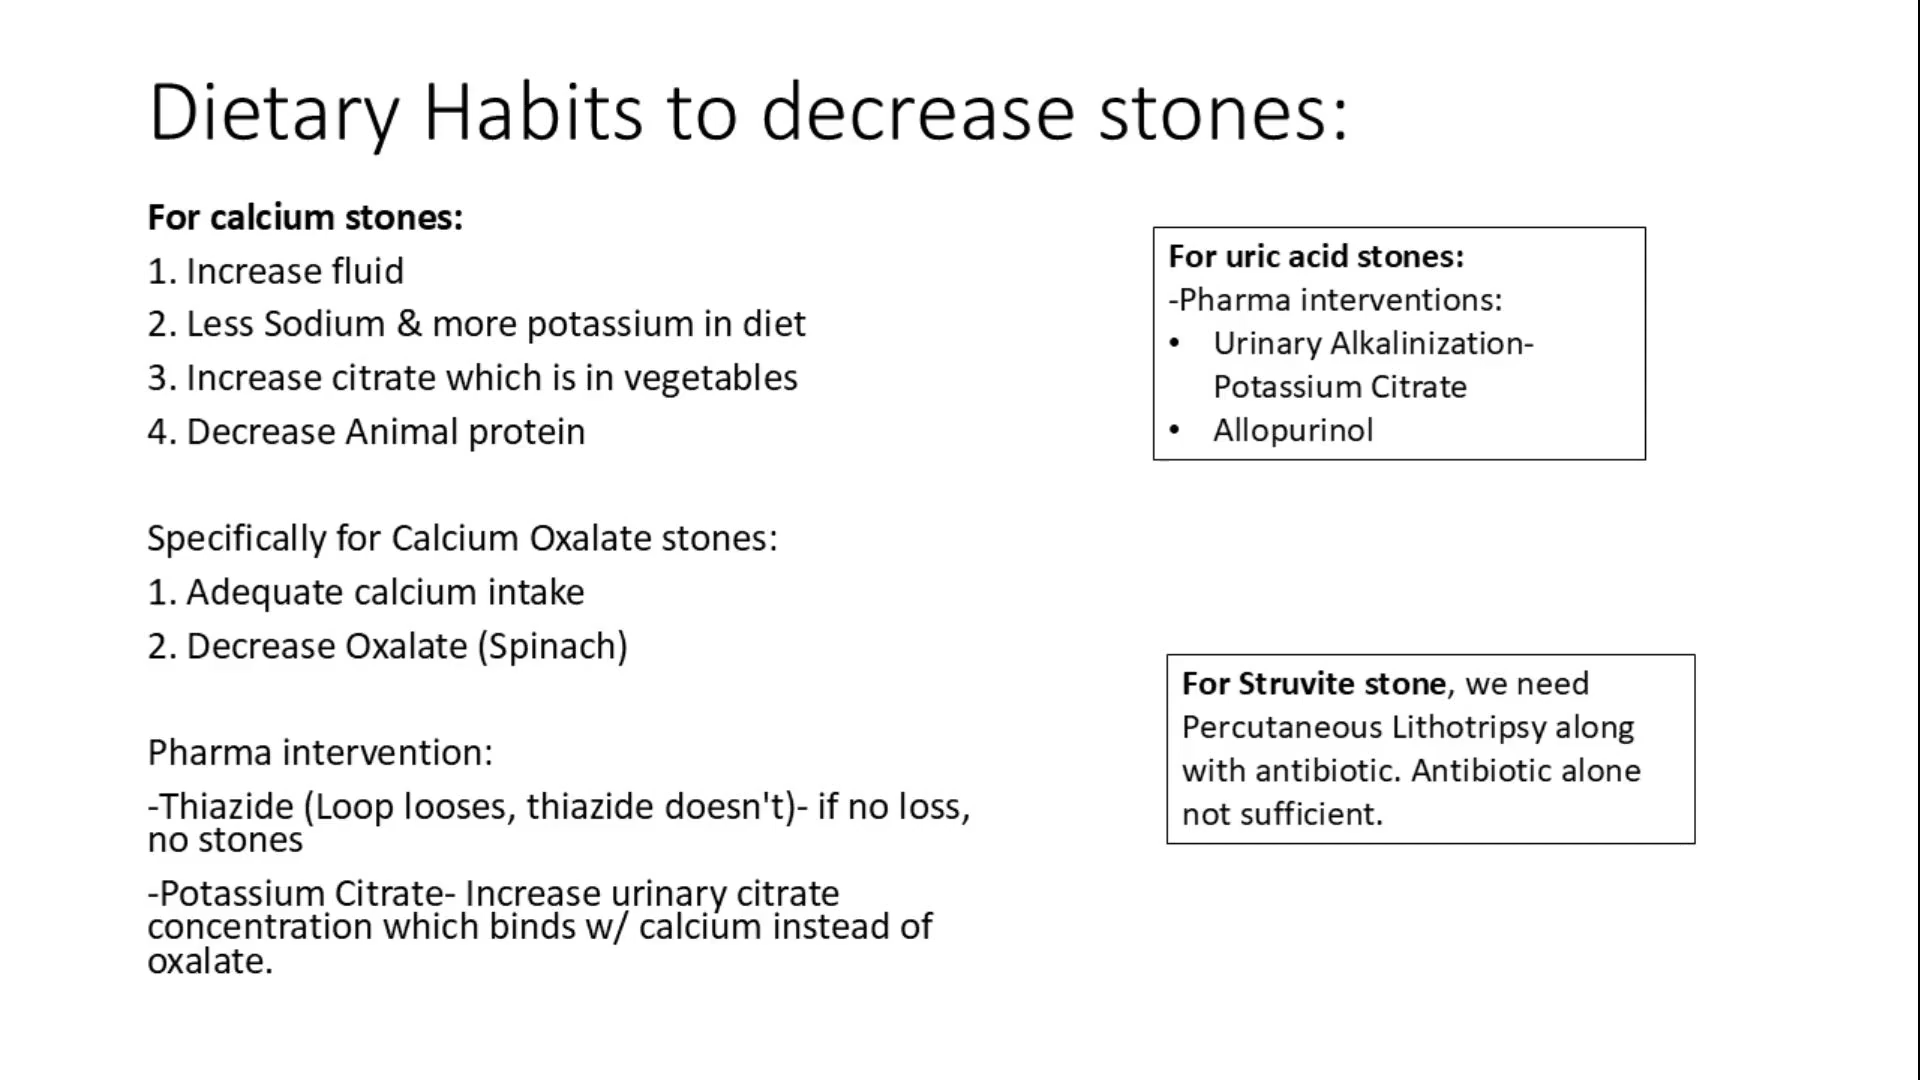 Dietary Habits to decrease stones:
For calcium stones:
1. Increase fluid
2. Less Sodium & more potassium in diet
3. Increase citrate which is in vegetables
4. Decrease Animal protein
Specifically for Calcium Oxalate stones:
1. Adequate calcium intake
2. Decrease Oxalate (Spinach)
Pharma intervention:
-Thiazide (Loop looses, thiazide doesn't)- if no loss,
no stones
-Potassium Citrate- Increase urinary citrate
concentration which binds w/ calcium instead of
oxalate.
For uric acid stones:
-Pharma interventions:
• Urinary Alkalinization-
Potassium Citrate
• Allopurinol
For Struvite stone, we need
Percutaneous Lithotripsy along
with antibiotic. Antibiotic alone
not sufficient.